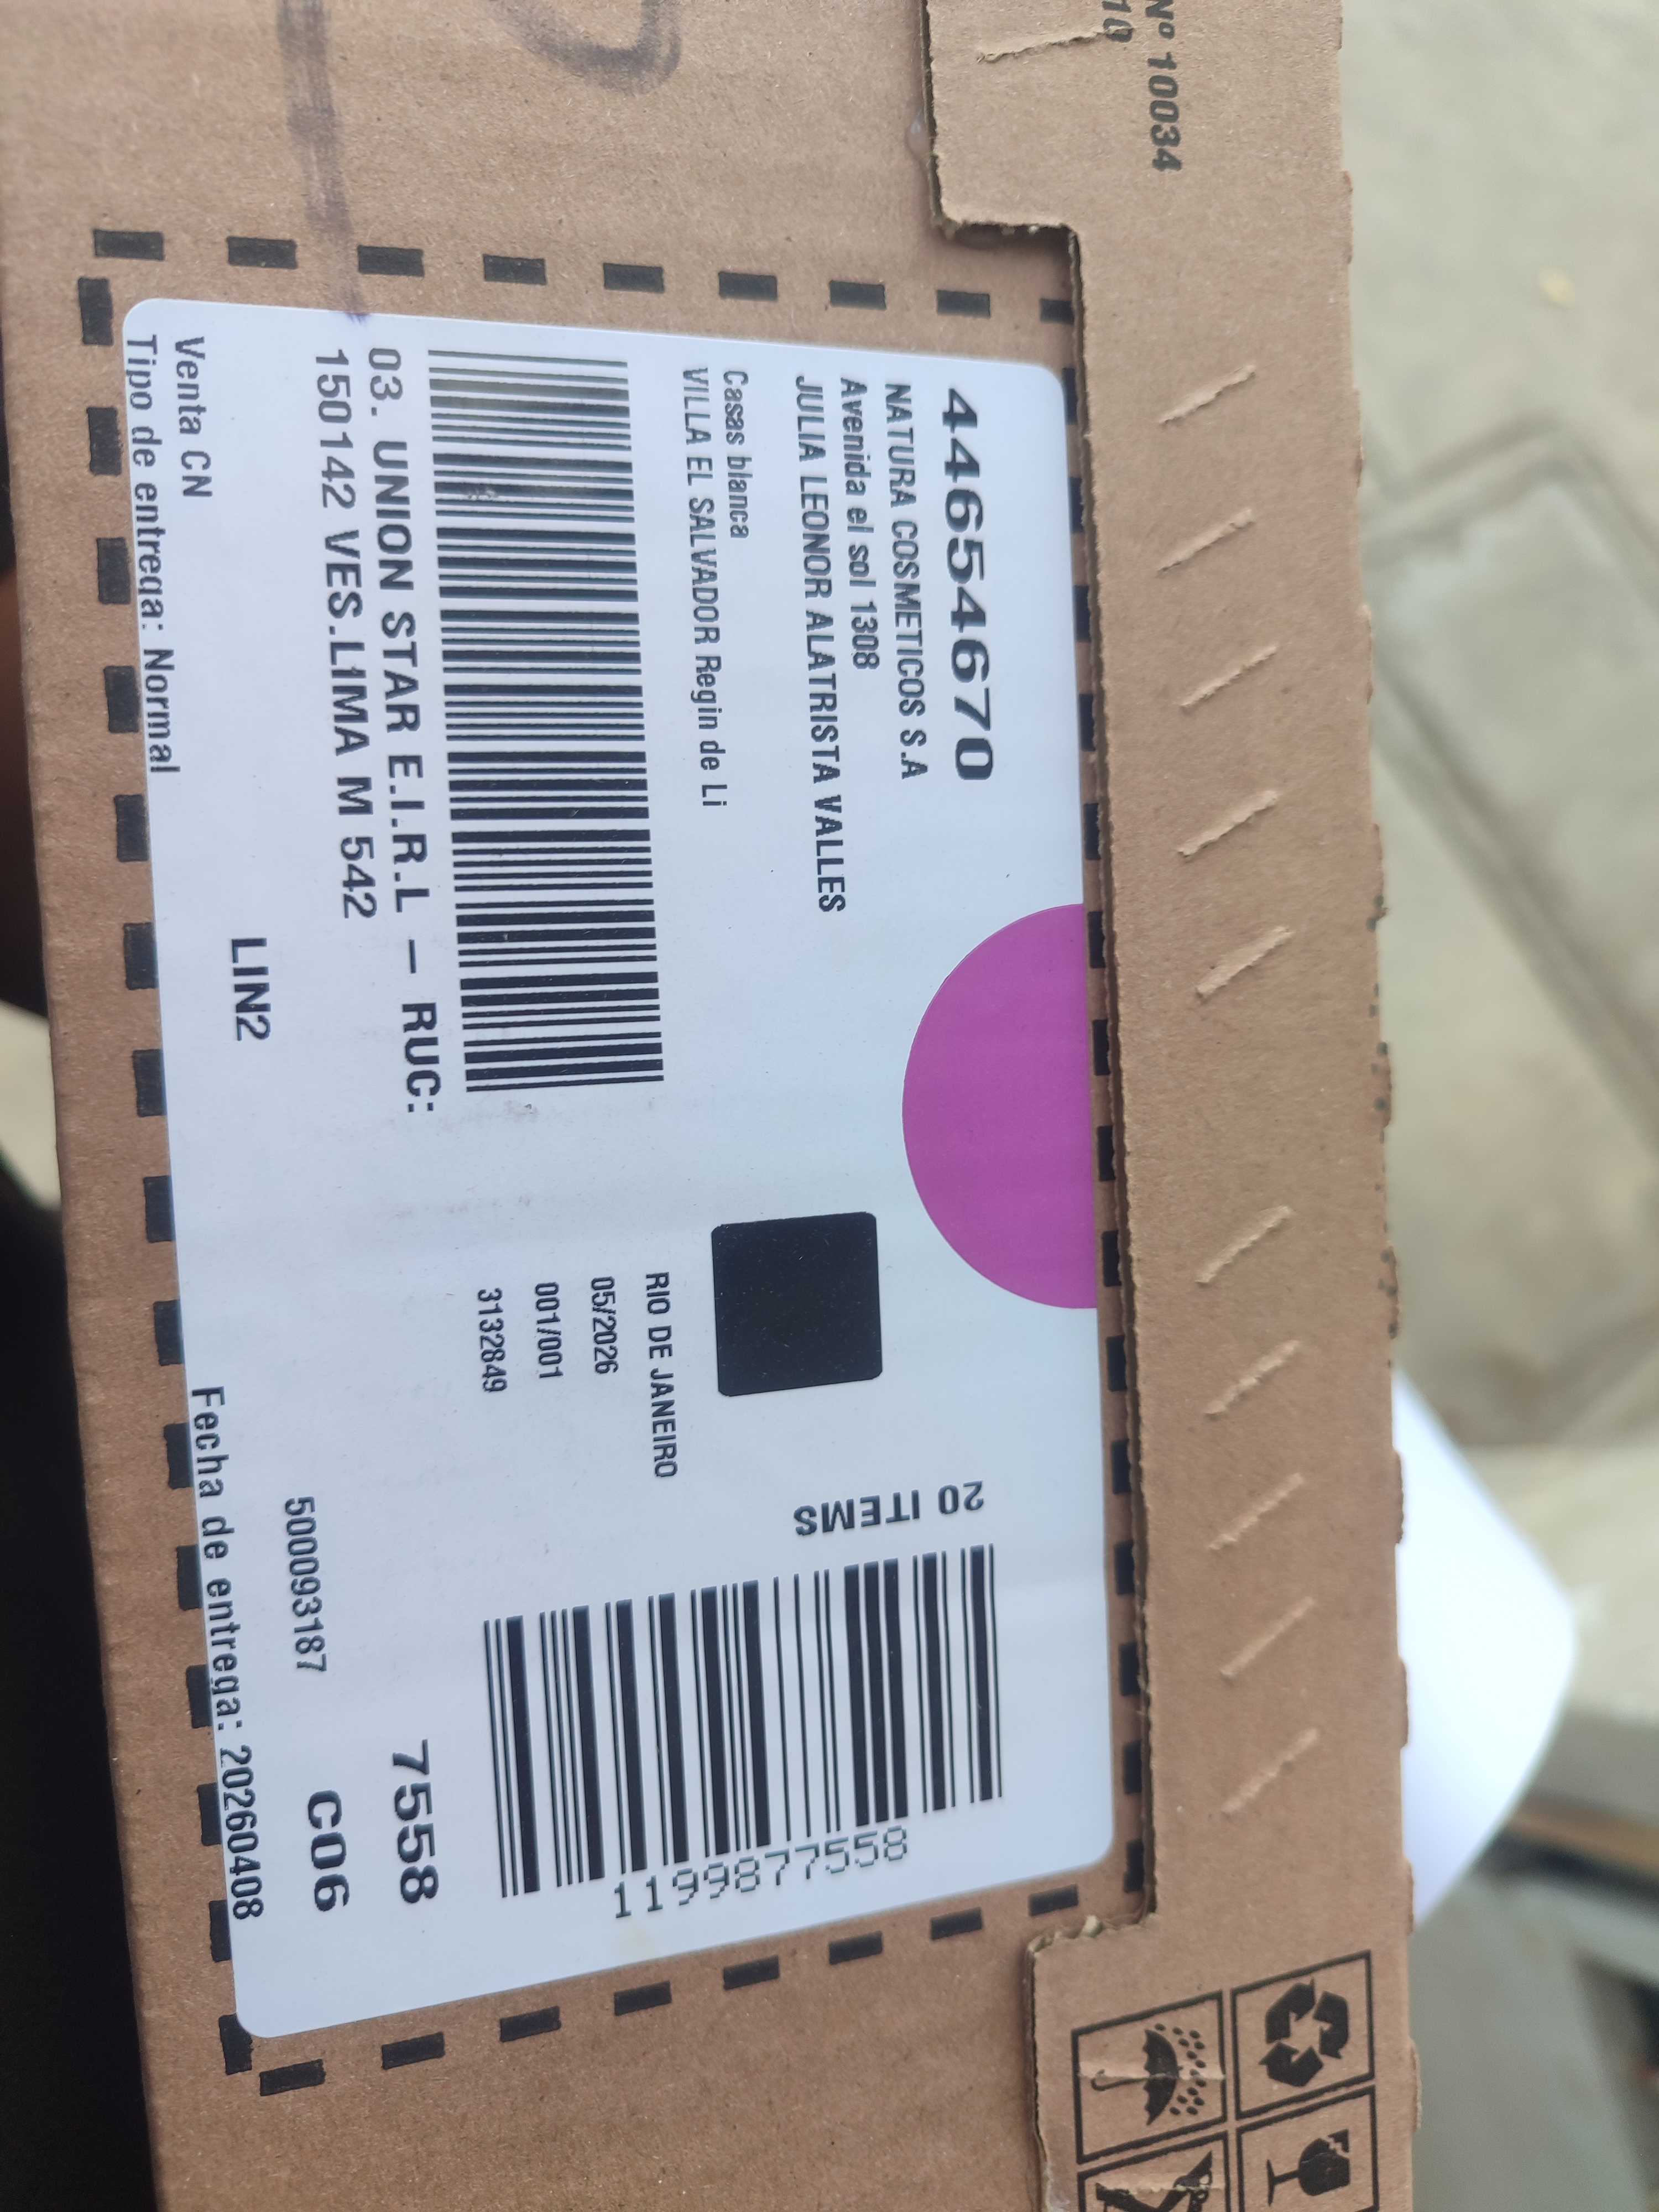 Nº 10034
10
44654670
NATURA COSMETICOS S.A
Avenida el sol 1308
JULIA LEONOR ALATRISTA VALLES
Casas blanca
VILLA EL SALVADOR Regin de Li
03. UNION STAR E.I.R.L – RUC:
150142 VES.LIMA M 542
LIN2
Venta CN
Tipo de entrega: Normal
20 ITEMS
1199877558
RIO DE JANEIRO
05/2026
001/001
3132849
7558
500093187 C06
Fecha de entrega: 20260408